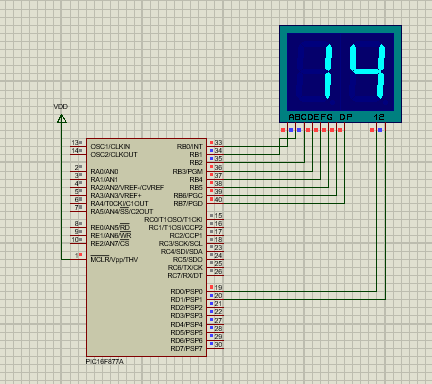 14
ABCDEFG DP 12
VDD
13 OSC1/CLKIN RB0/INT 33
14 OSC2/CLKOUT RB1 34
RB2 35
2 RA0/AN0 RB3/PGM 36
3 RA1/AN1 RB4 37
4 RA2/AN2/VREF-/CVREF RB5 38
5 RA3/AN3/VREF+ RB6/PGC 39
6 RA4/T0CKI/C1OUT RB7/PGD 40
7 RA5/AN4/SS/C2OUT
RC0/T1OSO/T1CKI 15
8 RE0/AN5/RD RC1/T1OSI/CCP2 16
9 RE1/AN6/WR RC2/CCP1 17
10 RE2/AN7/CS RC3/SCK/SCL 18
RC4/SDI/SDA 23
1 MCLR/Vpp/THV RC5/SDO 24
RC6/TX/CK 25
RC7/RX/DT 26
RD0/PSP0 19
RD1/PSP1 20
RD2/PSP2 21
RD3/PSP3 22
RD4/PSP4 27
RD5/PSP5 28
RD6/PSP6 29
RD7/PSP7 30
PIC16F877A